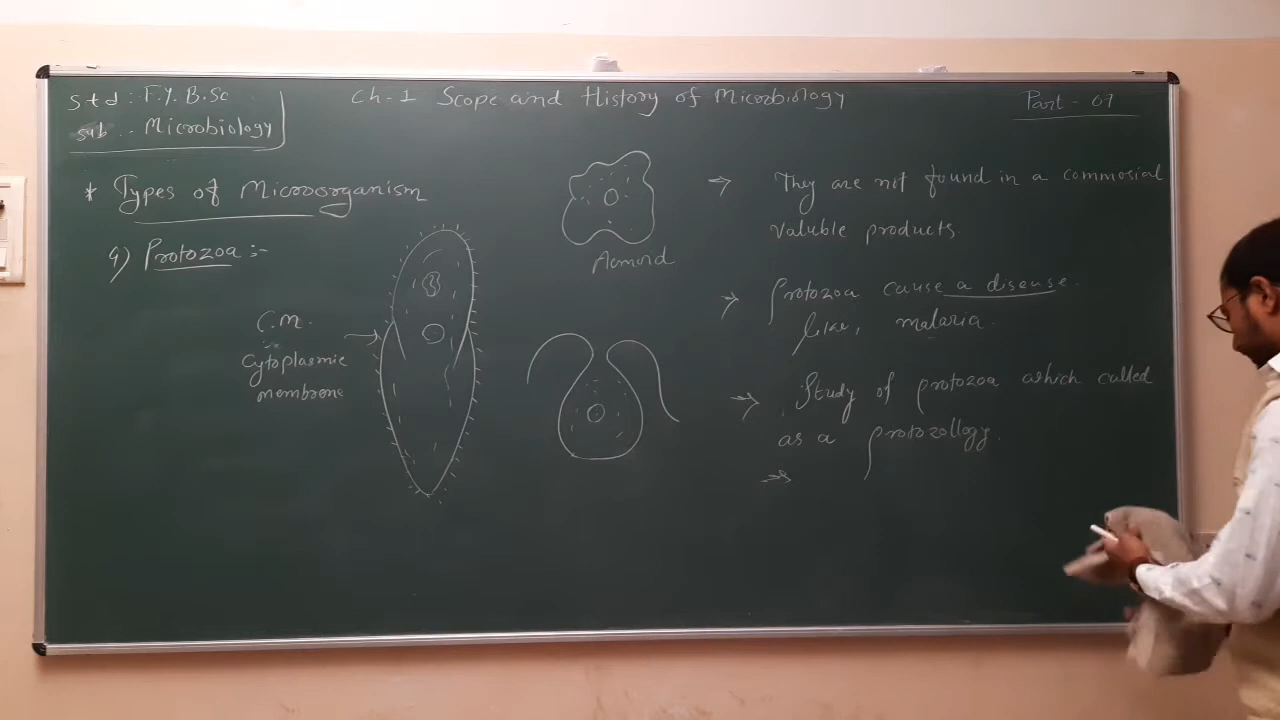 Std : F.Y. B.Sc
Sub :. Microbiology
Ch-1 Scope and History of Microbiology
Part - 07
* Types of Microorganism
4) Protozoa :-
C.M.
Cytoplasmic
membrane
→ They are not found in a commosial
valuable products.
→ Protozoa cause a disease.
like, malaria.
→ Study of protozoa which called
as a protozollogy.